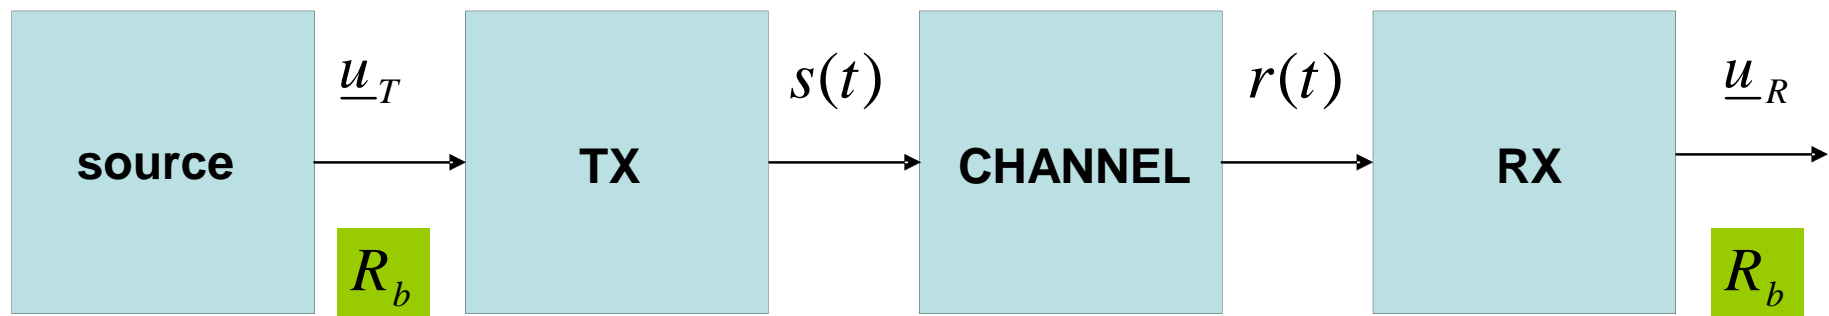 u_T s(t) r(t) u_R
source TX CHANNEL RX
R_b R_b